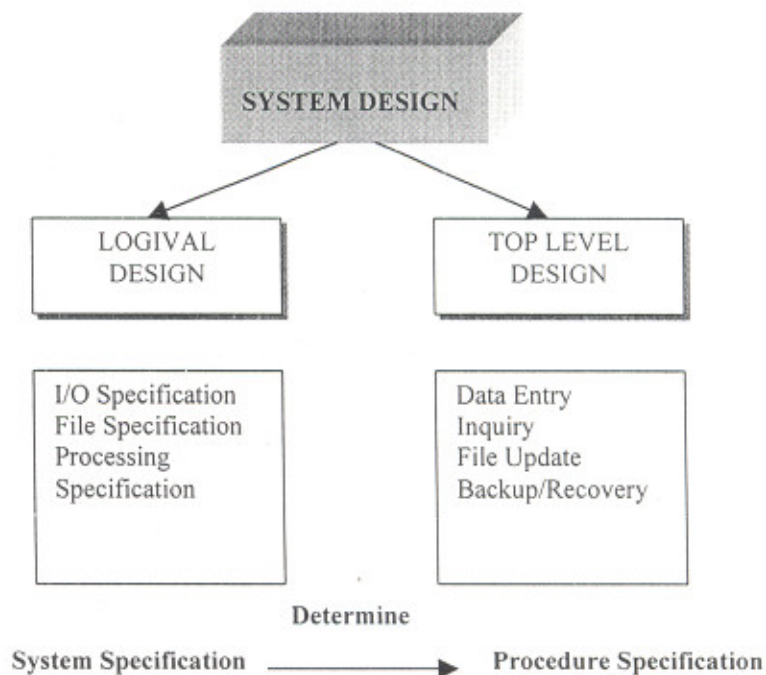 SYSTEM DESIGN
LOGIVAL
DESIGN
TOP LEVEL
DESIGN
I/O Specification
File Specification
Processing
Specification
Data Entry
Inquiry
File Update
Backup/Recovery
Determine
System Specification
Procedure Specification